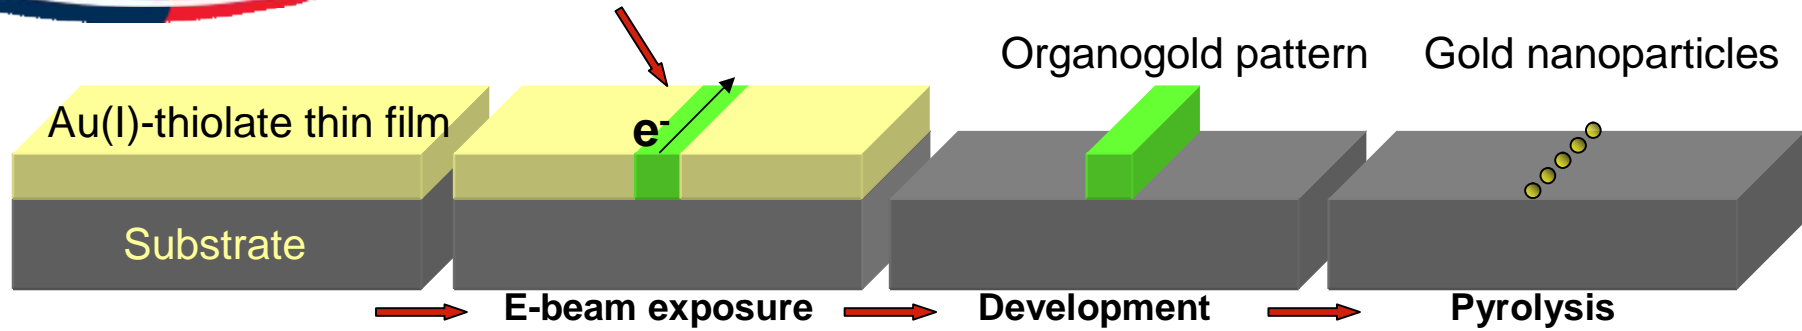 Organogold pattern
Gold nanoparticles
Au(I)-thiolate thin film
e-
Substrate
E-beam exposure
Development
Pyrolysis